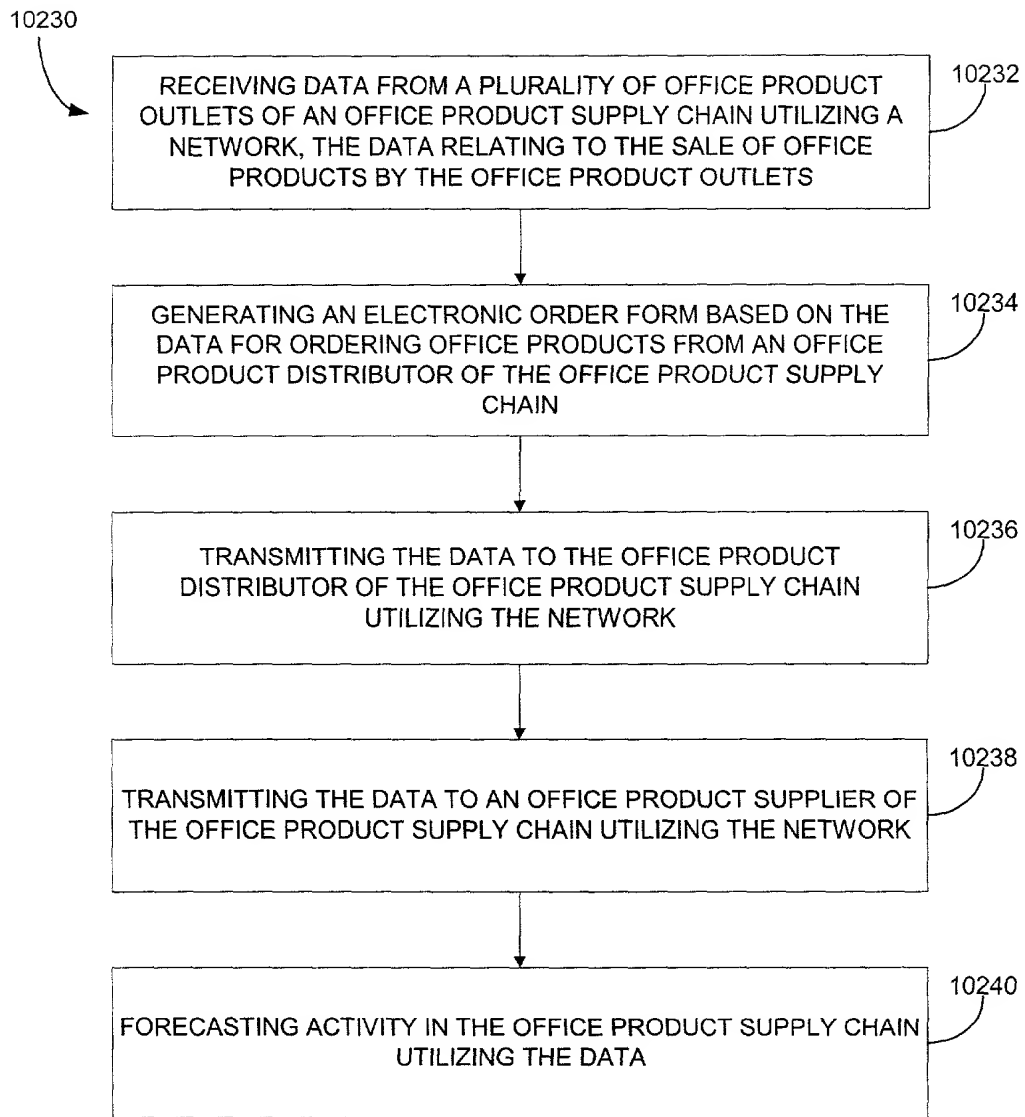 10230
RECEIVING DATA FROM A PLURALITY OF OFFICE PRODUCT
OUTLETS OF AN OFFICE PRODUCT SUPPLY CHAIN UTILIZING A
NETWORK, THE DATA RELATING TO THE SALE OF OFFICE
PRODUCTS BY THE OFFICE PRODUCT OUTLETS
10232
GENERATING AN ELECTRONIC ORDER FORM BASED ON THE
DATA FOR ORDERING OFFICE PRODUCTS FROM AN OFFICE
PRODUCT DISTRIBUTOR OF THE OFFICE PRODUCT SUPPLY
CHAIN
10234
TRANSMITTING THE DATA TO THE OFFICE PRODUCT
DISTRIBUTOR OF THE OFFICE PRODUCT SUPPLY CHAIN
UTILIZING THE NETWORK
10236
TRANSMITTING THE DATA TO AN OFFICE PRODUCT SUPPLIER OF
THE OFFICE PRODUCT SUPPLY CHAIN UTILIZING THE NETWORK
10238
FORECASTING ACTIVITY IN THE OFFICE PRODUCT SUPPLY CHAIN
UTILIZING THE DATA
10240